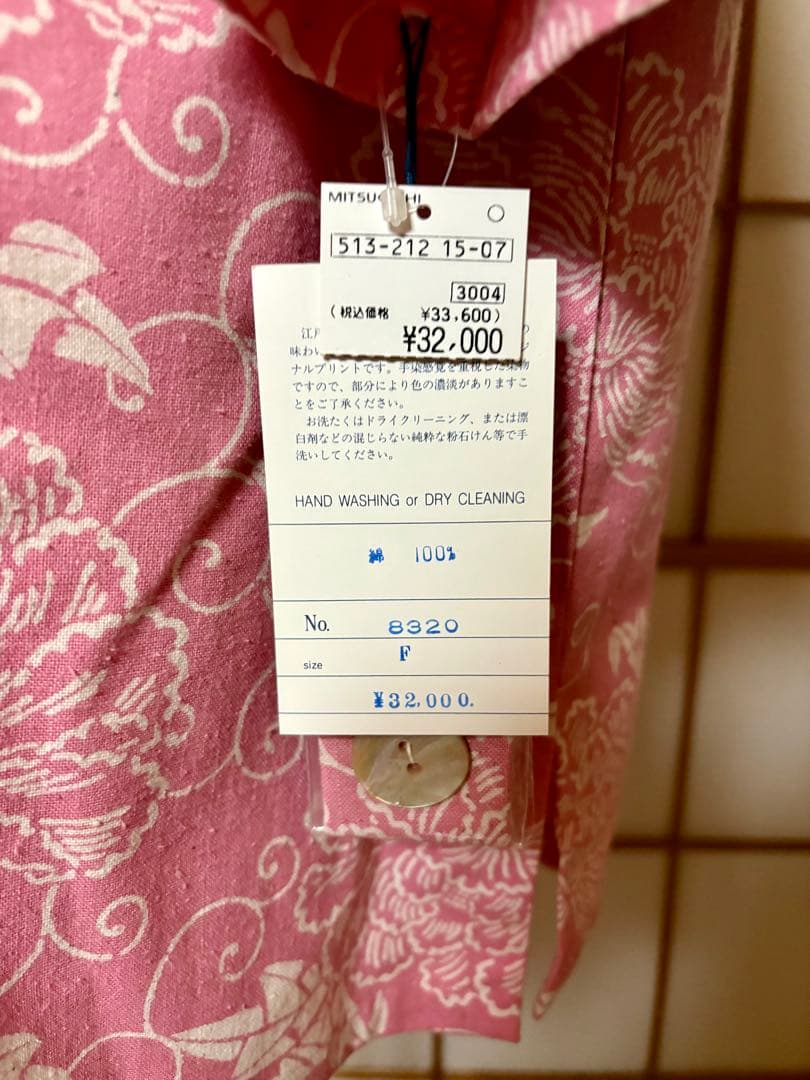 MITSU HI
513-212 15-07
3004
(税込価格 ¥33,600)
¥32,000
江戸
味わい
ナルプリントです。手染感覚を重視した染物
ですので、部分により色の濃淡がありますこ
とをご了承ください。
お洗たくはドライクリーニング、または漂
白剤などの混じらない純粋な粉石けん等で手
洗いしてください。
HAND WASHING or DRY CLEANING
綿 100%
No. 8320
size F
¥32,000.